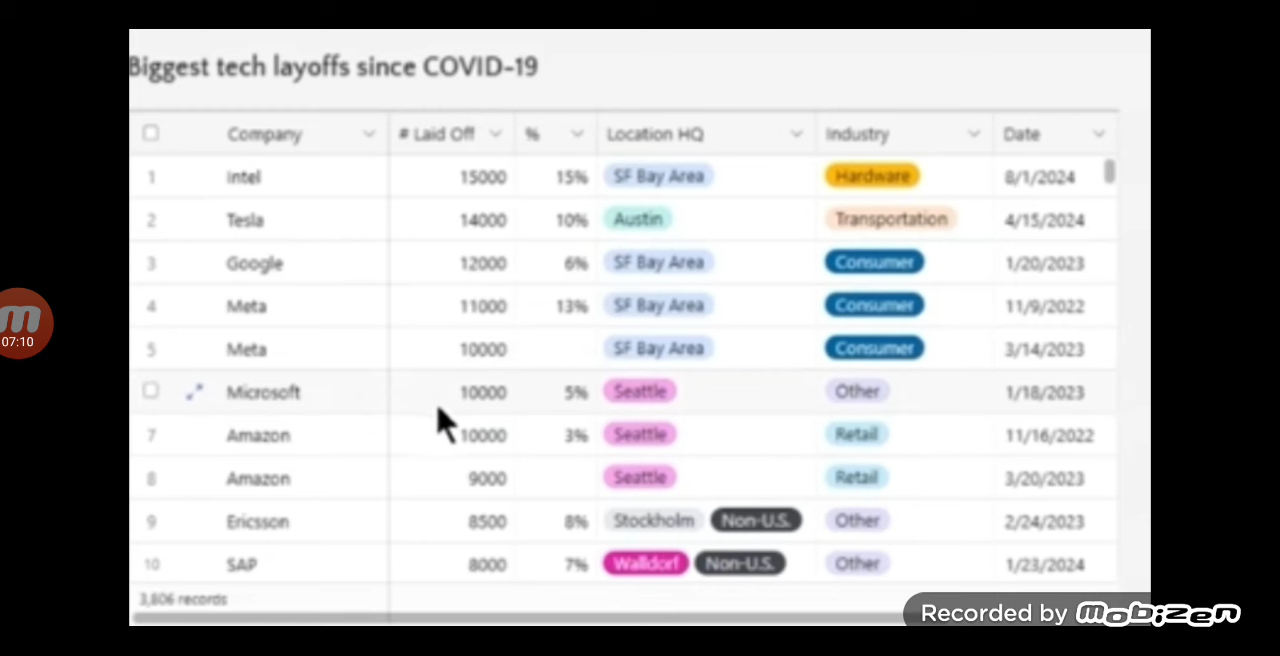 Biggest tech layoffs since COVID-19
Company # Laid Off % Location HQ Industry Date
1 Intel 15000 15% SF Bay Area Hardware 8/1/2024
2 Tesla 14000 10% Austin Transportation 4/15/2024
3 Google 12000 6% SF Bay Area Consumer 1/20/2023
4 Meta 11000 13% SF Bay Area Consumer 11/9/2022
5 Meta 10000 SF Bay Area Consumer 3/14/2023
Microsoft 10000 5% Seattle Other 1/18/2023
7 Amazon 10000 3% Seattle Retail 11/16/2022
8 Amazon 9000 Seattle Retail 3/20/2023
9 Ericsson 8500 8% Stockholm Non-U.S. Other 2/24/2023
10 SAP 8000 7% Walldorf Non-U.S. Other 1/23/2024
3,806 records
m
07:10
Recorded by mobizen